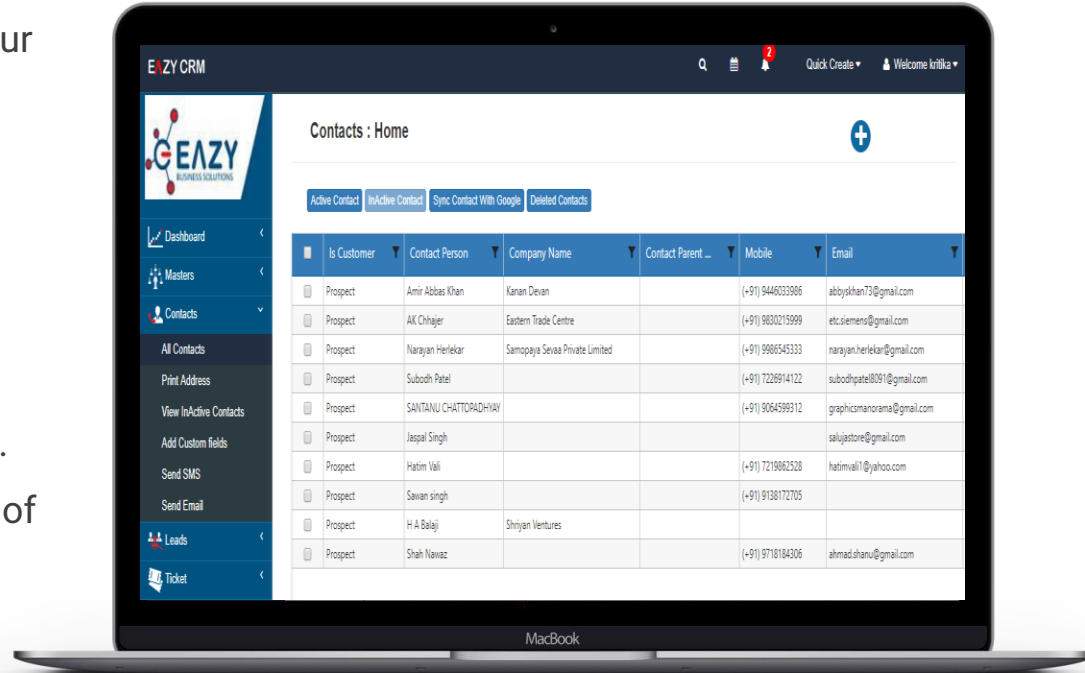 ur
.
of
EAZY CRM
2
Quick Create
Welcome kritika
EAZY
BUSINESS SOLUTIONS
Dashboard
Masters
Contacts
All Contacts
Print Address
View InActive Contacts
Add Custom fields
Send SMS
Send Email
Leads
Ticket
Contacts : Home
Active Contact InActive Contact Sync Contact With Google Deleted Contacts
Is Customer Contact Person Company Name Contact Parent ... Mobile Email
Prospect Amir Abbas Khan Kanan Devan (+91) 9446033986 abbyskhan73@gmail.com
Prospect AK Chhajer Eastern Trade Centre (+91) 9830215999 etc.siemens@gmail.com
Prospect Narayan Herlekar Samopaya Sevaa Private Limited (+91) 9986545333 narayan.herlekar@gmail.com
Prospect Subodh Patel (+91) 7226914122 subodhpatel8091@gmail.com
Prospect SANTANU CHATTOPADHYAY (+91) 9064599312 graphicsmanorama@gmail.com
Prospect Jaspal Singh salujastore@gmail.com
Prospect Hatim Vali (+91) 7219862528 hatimvali1@yahoo.com
Prospect Sawan singh (+91) 9138172705
Prospect H A Balaji Shriyan Ventures
Prospect Shah Nawaz (+91) 9718184306 ahmad.shanu@gmail.com
MacBook